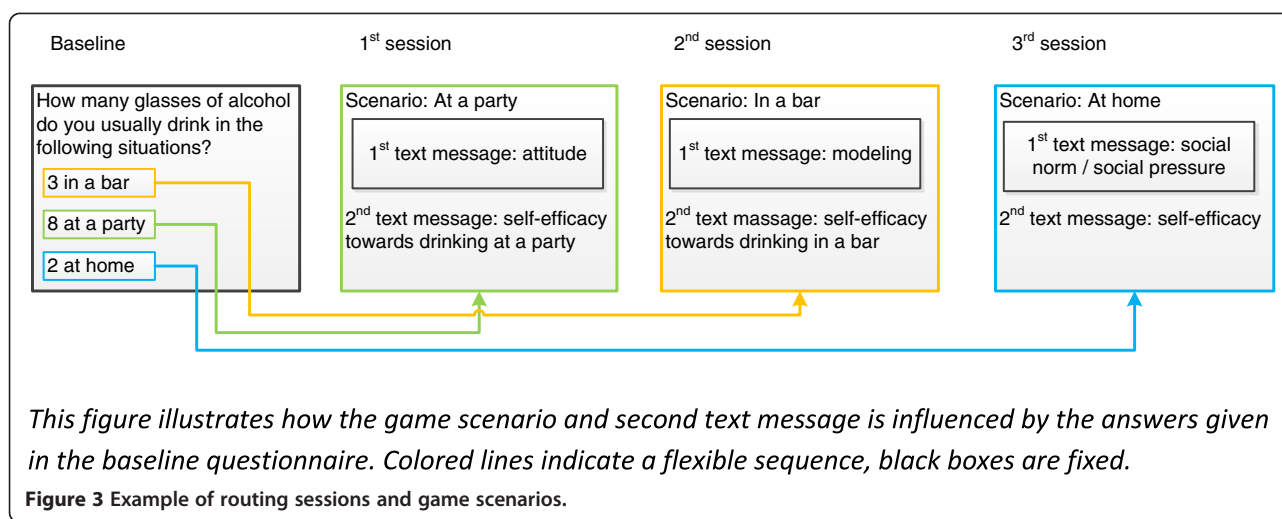 Baseline
1st session
2nd session
3rd session
How many glasses of alcohol
do you usually drink in the
following situations?
3 in a bar
8 at a party
2 at home
Scenario: At a party
1st text message: attitude
2nd text message: self-efficacy
towards drinking at a party
Scenario: In a bar
1st text message: modeling
2nd text massage: self-efficacy
towards drinking in a bar
Scenario: At home
1st text message: social
norm / social pressure
2nd text message: self-efficacy
This figure illustrates how the game scenario and second text message is influenced by the answers given
in the baseline questionnaire. Colored lines indicate a flexible sequence, black boxes are fixed.
Figure 3 Example of routing sessions and game scenarios.